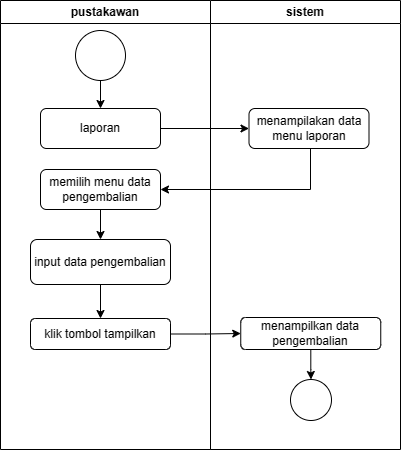 pustakawan
sistem
laporan
menampilakan data
menu laporan
memilih menu data
pengembalian
input data pengembalian
klik tombol tampilkan
menampilkan data
pengembalian